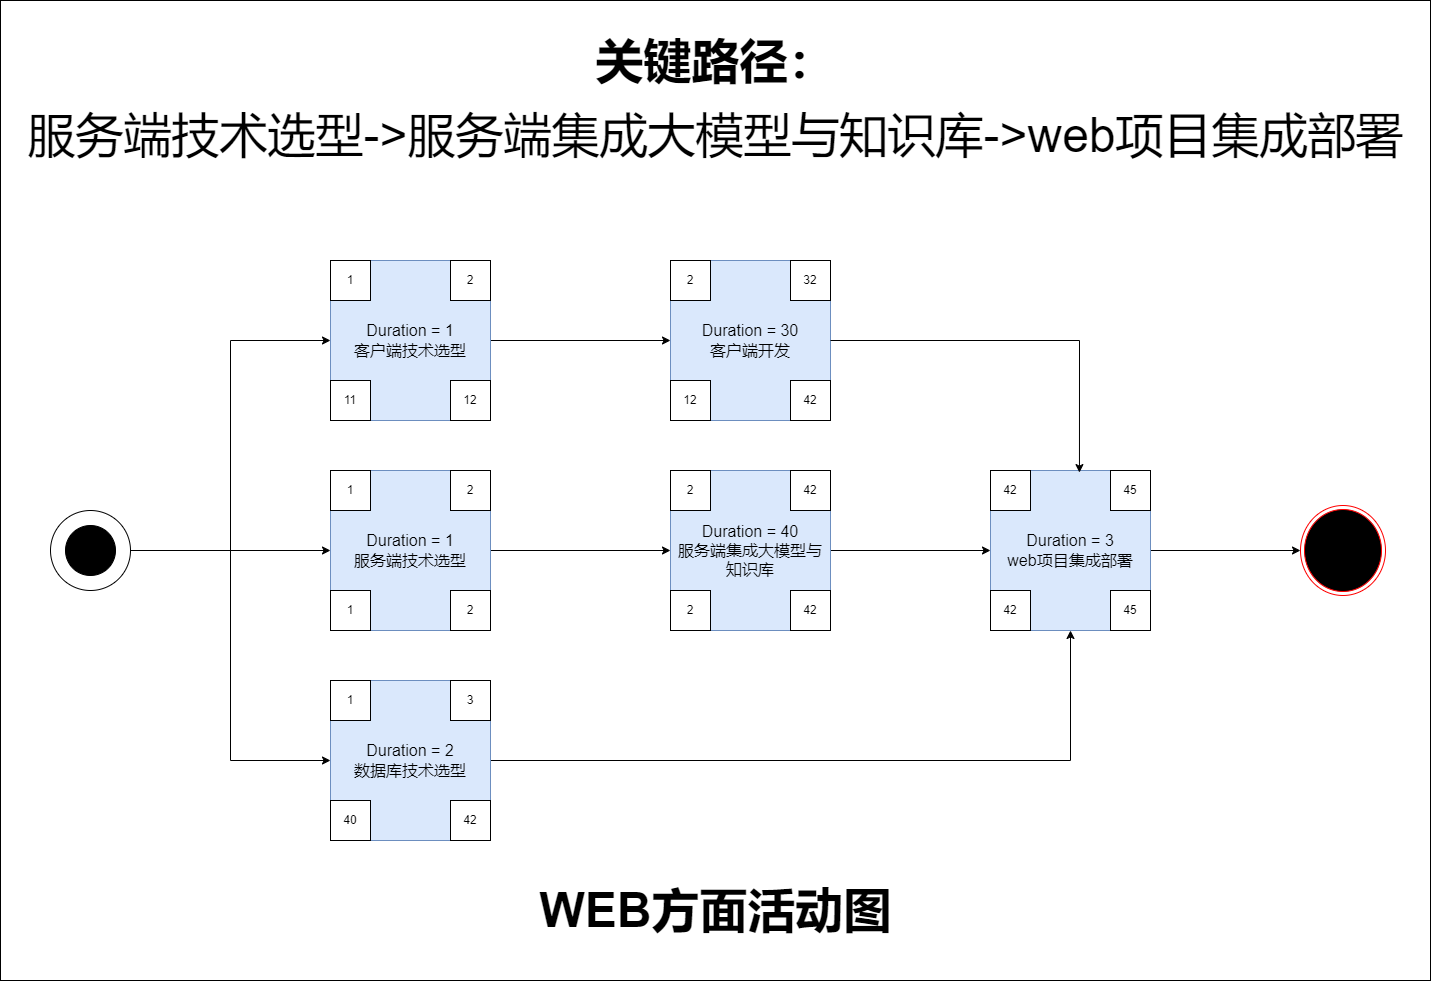 关键路径：
服务端技术选型->服务端集成大模型与知识库->web项目集成部署
1
2
Duration = 1
客户端技术选型
11
12
2
32
Duration = 30
客户端开发
12
42
1
2
Duration = 1
服务端技术选型
1
2
2
42
Duration = 40
服务端集成大模型与
知识库
2
42
42
45
Duration = 3
web项目集成部署
42
45
1
3
Duration = 2
数据库技术选型
40
42
WEB方面活动图